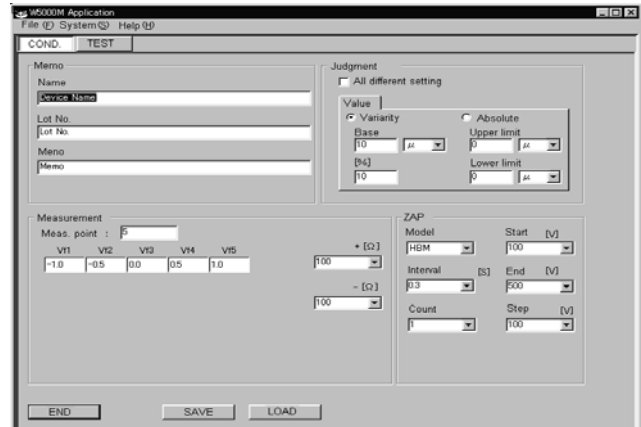 W5000M Application
File (F) System(S) Help(H)
COND. TEST
Memo
Name
Device Name
Lot No.
Lot No.
Meno
Memo
Judgment
All different setting
Value
Variarity Absolute
Base Upper limit
10 μ 0 μ
[%] Lower limit
10 0 μ
Measurement
Meas. point : 5
Vf1 Vf2 Vf3 Vf4 Vf5
-1.0 -0.5 0.0 0.5 1.0
+ [Ω]
100
- [Ω]
100
ZAP
Model Start [V]
HBM 100
Interval [S] End [V]
0.3 500
Count Step [V]
1 100
END SAVE LOAD